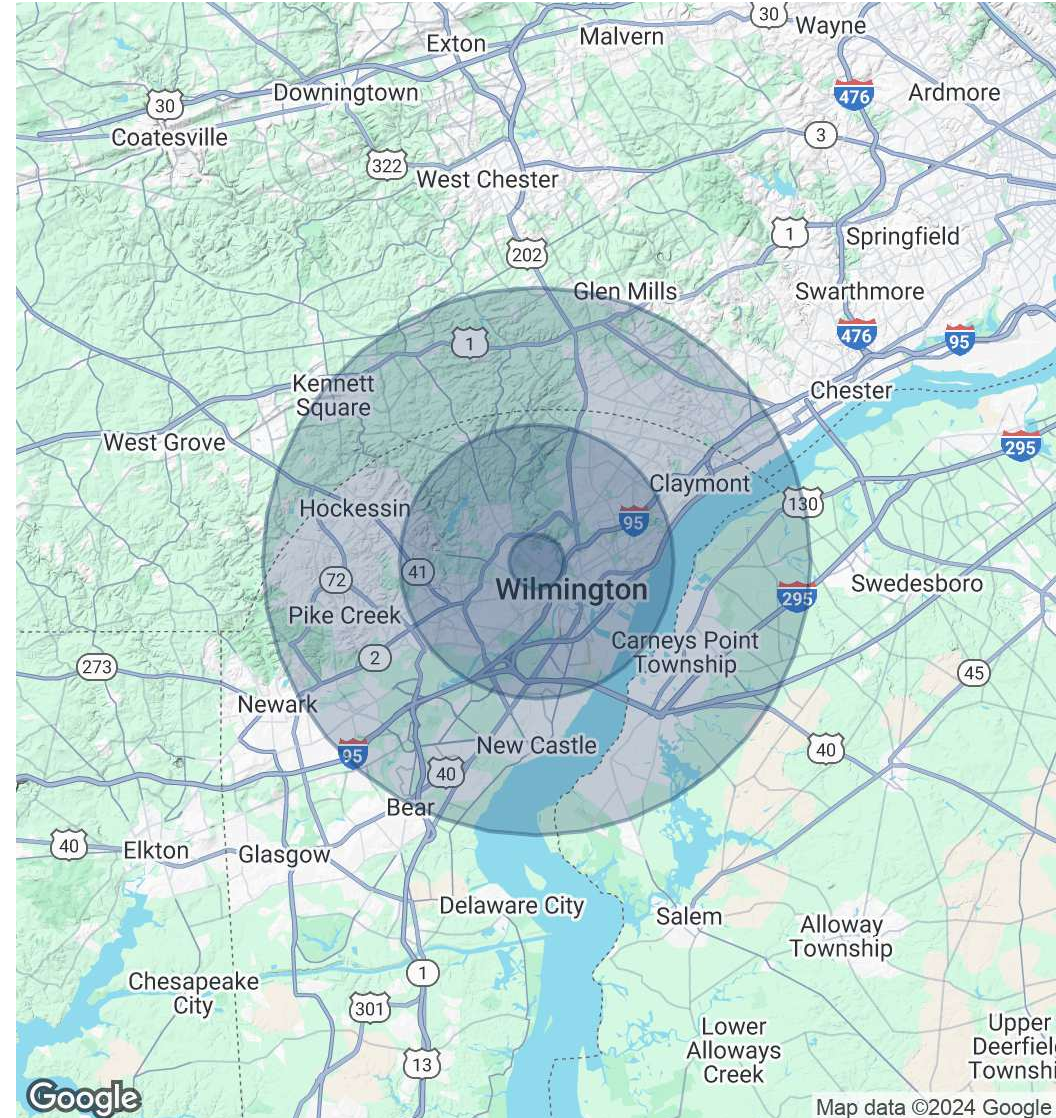 30
Wayne
Exton
Malvern
476
Ardmore
Downingtown
30
Coatesville
3
322
West Chester
1
Springfield
202
Glen Mills
Swarthmore
476
95
1
Kennett
Square
Chester
West Grove
295
Claymont
Hockessin
130
95
41
72
Wilmington
Swedesboro
295
Pike Creek
Carneys Point
Township
2
273
45
Newark
New Castle
95
40
40
Bear
40
Elkton
Glasgow
Delaware City
Salem
Alloway
Township
1
Chesapeake
City
301
Lower
Alloways
Creek
Upper
Deerfiel
Townshi
13
Google
Map data ©2024 Google